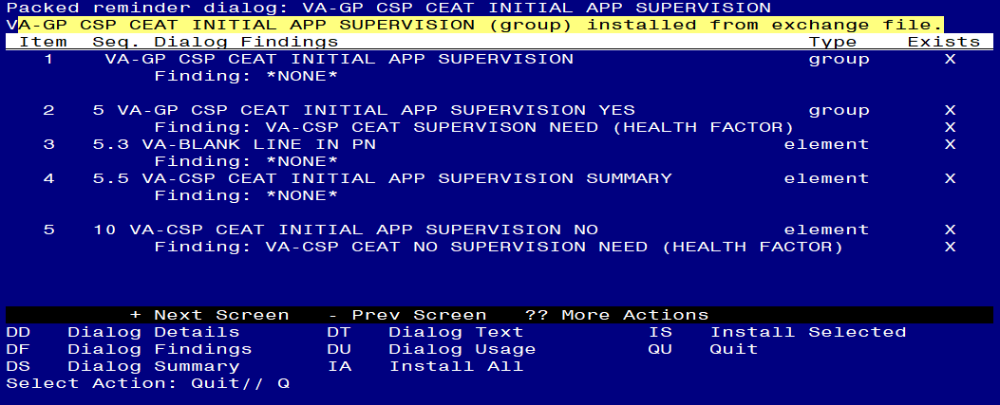 Packed reminder dialog: VA-GP CSP CEAT INITIAL APP SUPERVISION
VA-GP CSP CEAT INITIAL APP SUPERVISION (group) installed from exchange file.
Item Seq. Dialog Findings Type Exists
1 VA-GP CSP CEAT INITIAL APP SUPERVISION group X
Finding: *NONE*
2 5 VA-GP CSP CEAT INITIAL APP SUPERVISION YES group X
Finding: VA-CSP CEAT SUPERVISON NEED (HEALTH FACTOR) X
3 5.3 VA-BLANK LINE IN PN element X
Finding: *NONE*
4 5.5 VA-CSP CEAT INITIAL APP SUPERVISION SUMMARY element X
Finding: *NONE*
5 10 VA-CSP CEAT INITIAL APP SUPERVISION NO element X
Finding: VA-CSP CEAT NO SUPERVISION NEED (HEALTH FACTOR) X
+ Next Screen - Prev Screen ?? More Actions
DD Dialog Details DT Dialog Text IS Install Selected
DF Dialog Findings DU Dialog Usage QU Quit
DS Dialog Summary IA Install All
Select Action: Quit// Q